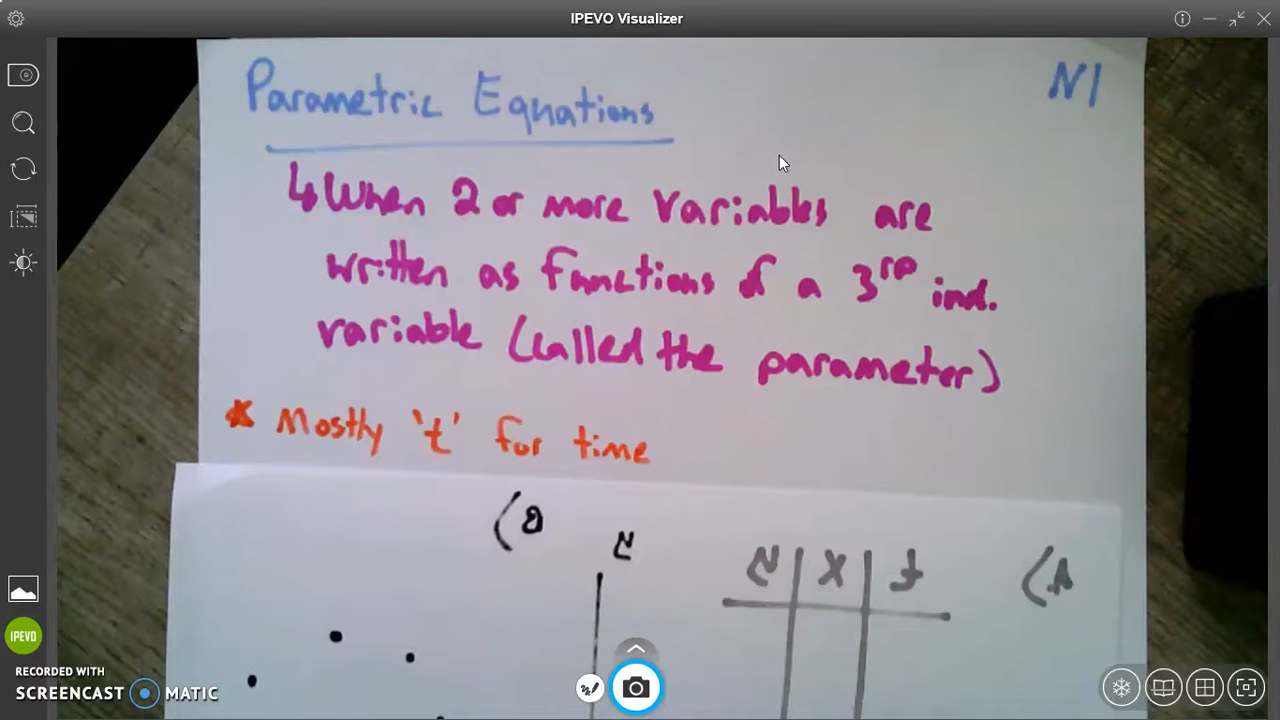 IPEVO Visualizer
Parametric Equations
N1
↳ When 2 or more variables are
written as functions of a 3rd ind.
variable (called the parameter)
* Mostly 't' for time
B)
y
y x t
A)
IPEVO
RECORDED WITH
SCREENCAST MATIC